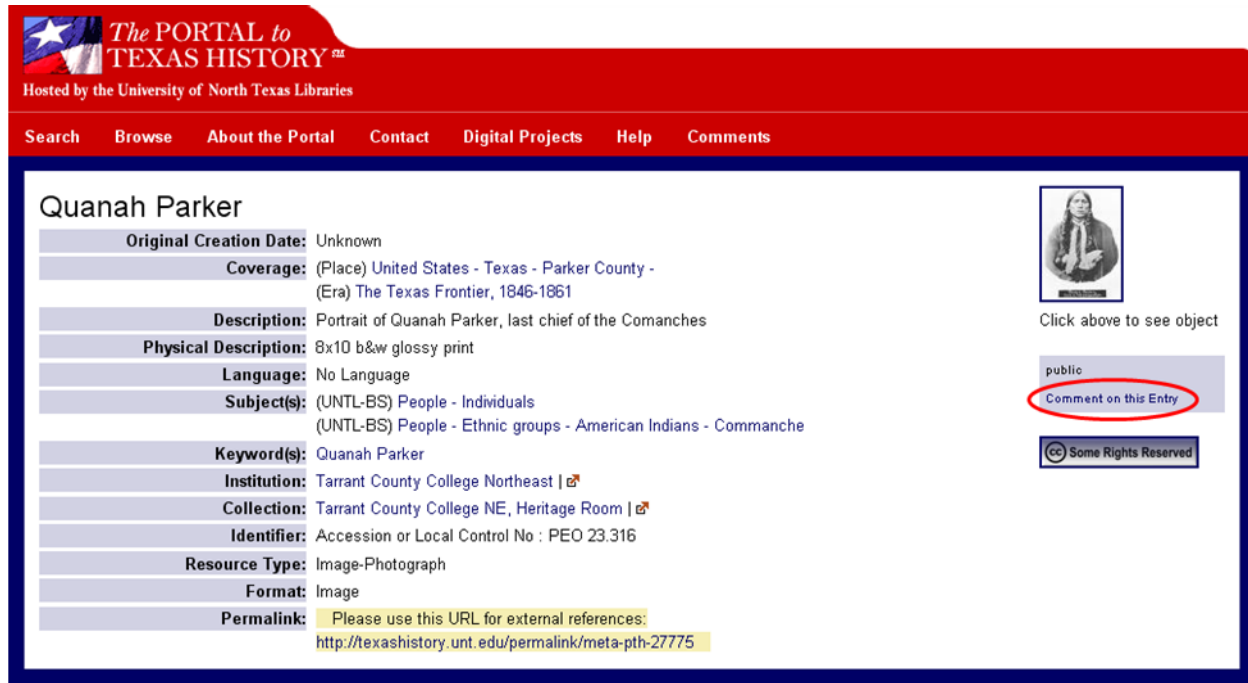 The PORTAL to
TEXAS HISTORY SM
Hosted by the University of North Texas Libraries
Search Browse About the Portal Contact Digital Projects Help Comments
Quanah Parker
Original Creation Date: Unknown
Coverage: (Place) United States - Texas - Parker County -
(Era) The Texas Frontier, 1846-1861
Description: Portrait of Quanah Parker, last chief of the Comanches
Physical Description: 8x10 b&w glossy print
Language: No Language
Subject(s): (UNTL-BS) People - Individuals
(UNTL-BS) People - Ethnic groups - American Indians - Commanche
Keyword(s): Quanah Parker
Institution: Tarrant County College Northeast |
Collection: Tarrant County College NE, Heritage Room |
Identifier: Accession or Local Control No : PEO 23.316
Resource Type: Image-Photograph
Format: Image
Permalink: Please use this URL for external references:
http://texashistory.unt.edu/permalink/meta-pth-27775
Click above to see object
public
Comment on this Entry
cc Some Rights Reserved